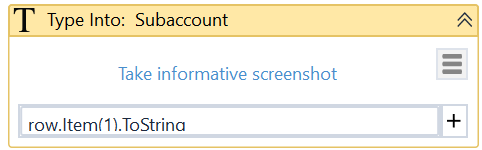 T Type Into: Subaccount
Take informative screenshot
row.Item(1).ToString
+